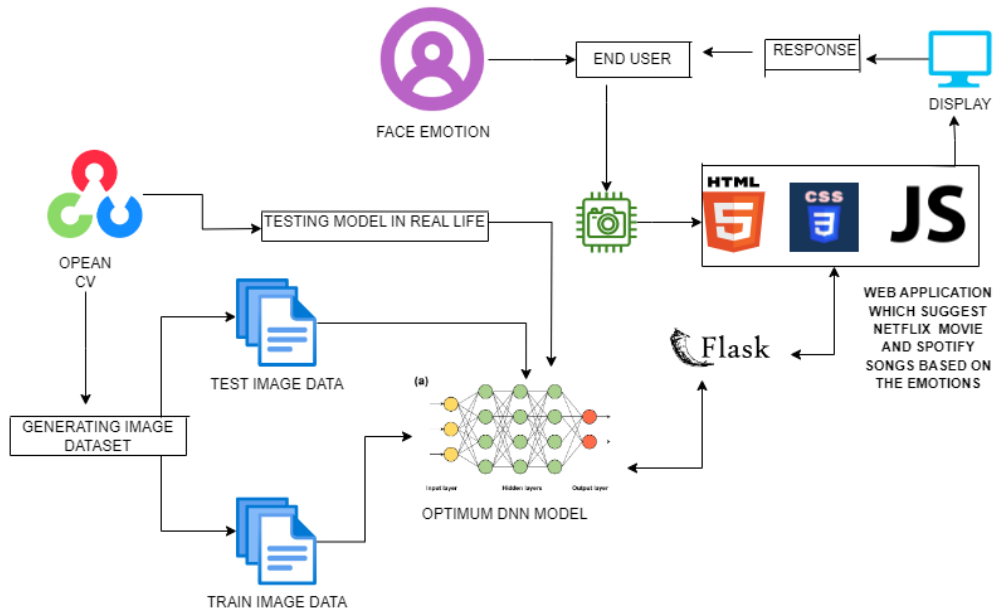 FACE EMOTION
END USER
RESPONSE
DISPLAY
OPEAN
CV
TESTING MODEL IN REAL LIFE
HTML
5
CSS
3
JS
WEB APPLICATION
WHICH SUGGEST
NETFLIX MOVIE
AND SPOTIFY
SONGS BASED ON
THE EMOTIONS
Flask
TEST IMAGE DATA
GENERATING IMAGE
DATASET
(a)
Input layer
Hidden layers
Output layer
OPTIMUM DNN MODEL
TRAIN IMAGE DATA